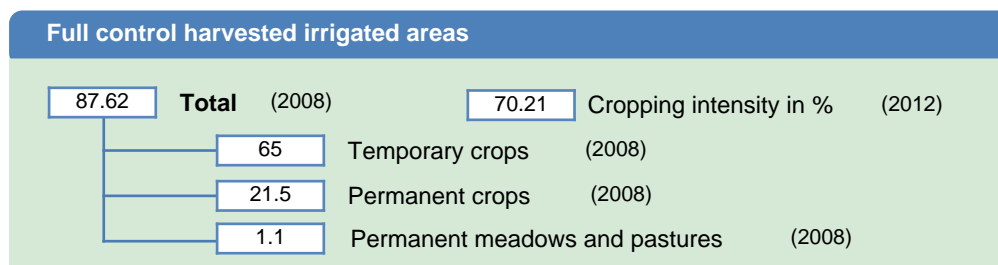 Full control harvested irrigated areas
87.62 Total (2008) 70.21 Cropping intensity in % (2012)
65 Temporary crops (2008)
21.5 Permanent crops (2008)
1.1 Permanent meadows and pastures (2008)